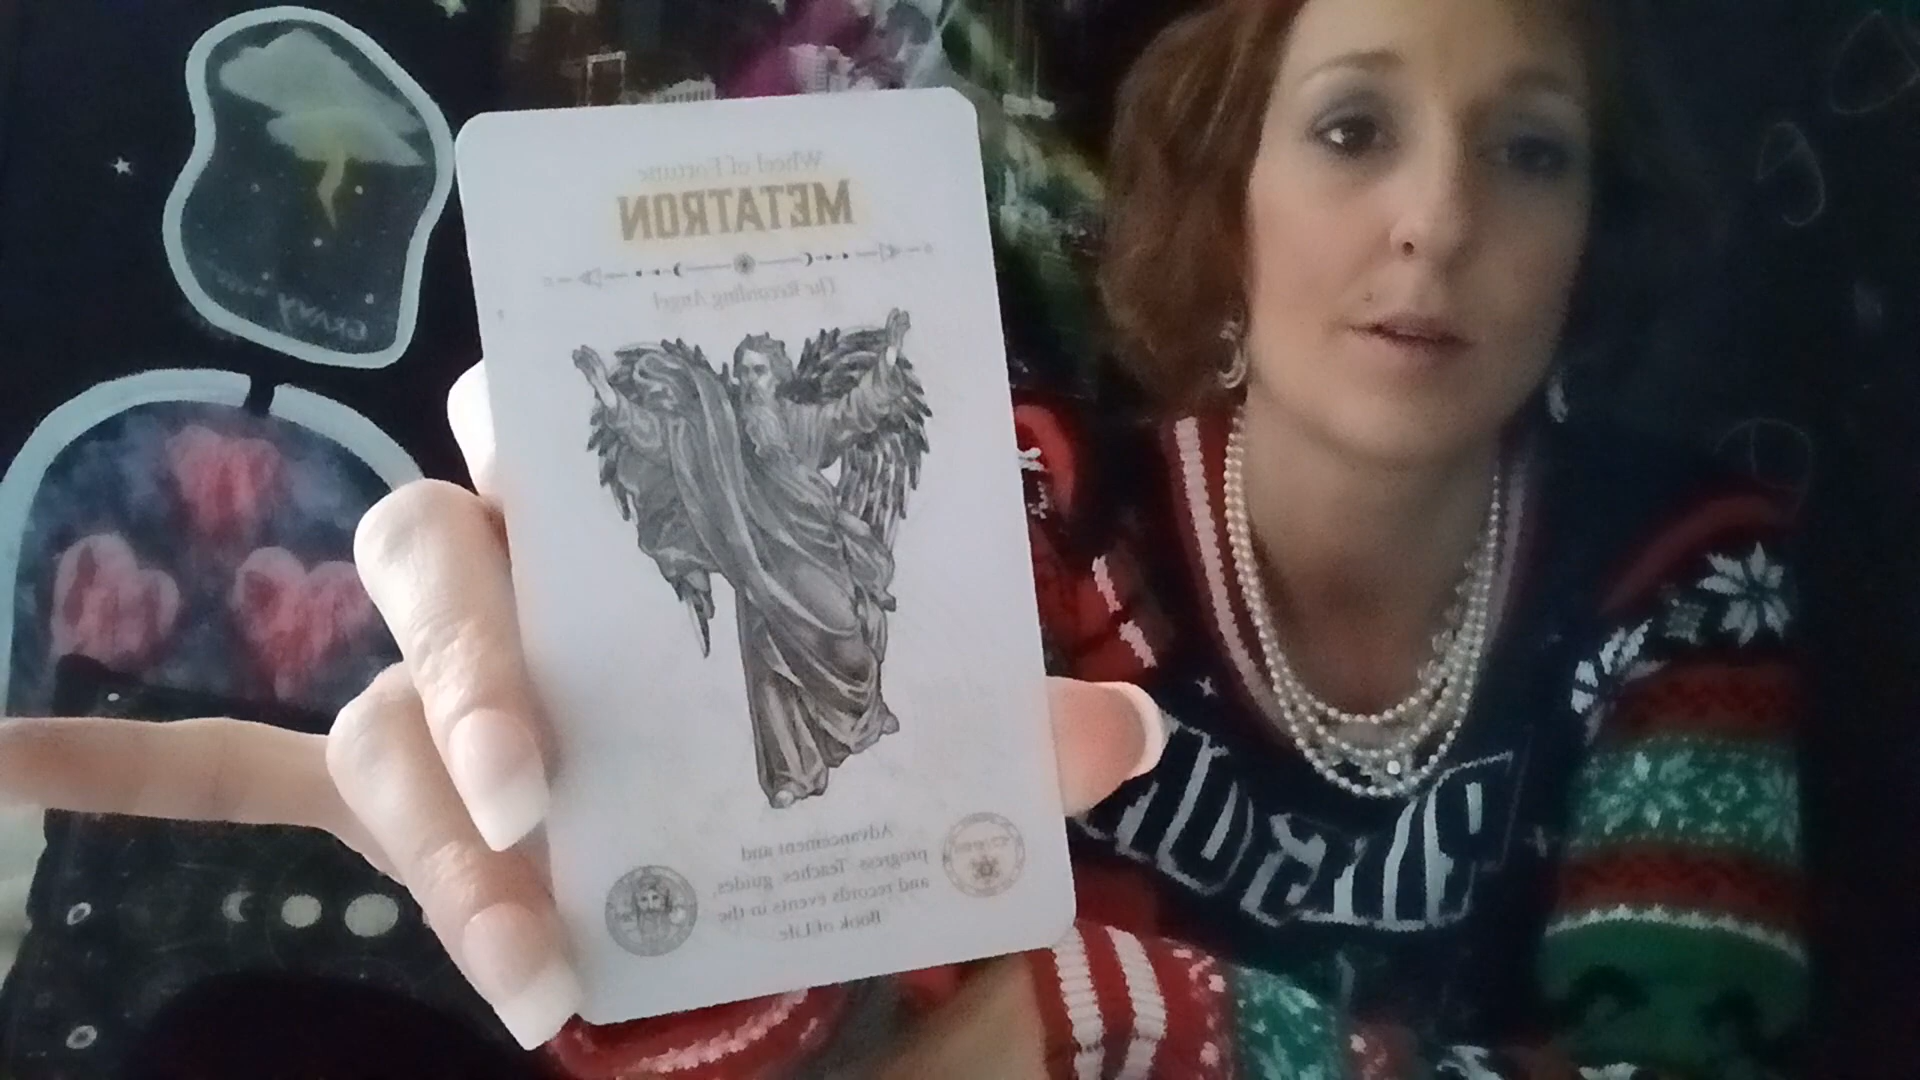 Wheel of Fortune
METATRON
The Recording Angel
Advancement and
progress. Teaches, guides,
and records events in the
Book of Life.